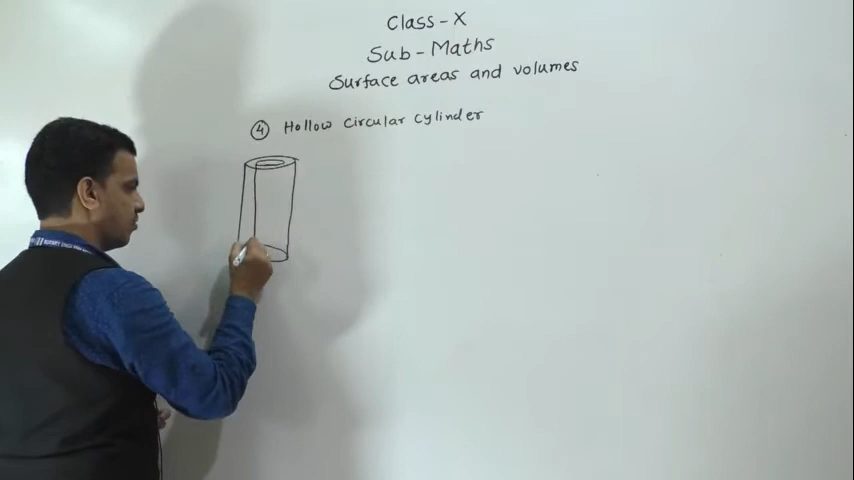 Class-X
Sub-Maths
Surface areas and volumes
④ Hollow circular cylinder